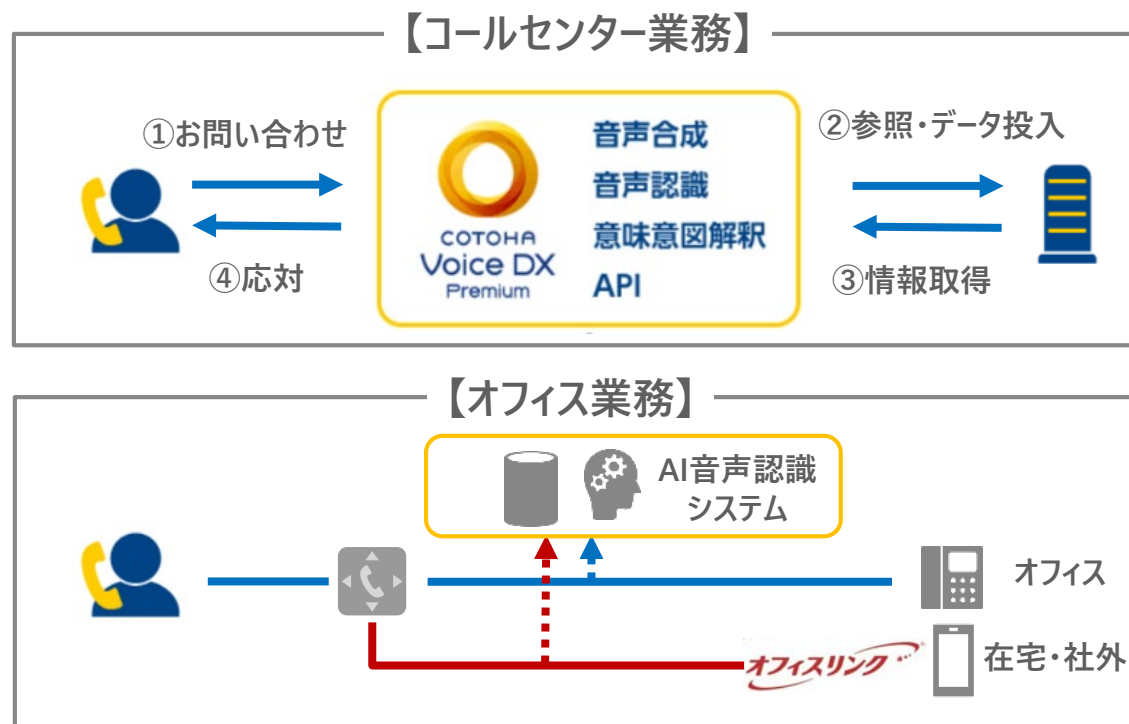 【コールセンター業務】
①お問い合わせ
②参照・データ投入
音声合成
音声認識
意味意図解釈
API
COTOHA
Voice DX
Premium
④応対
③情報取得
【オフィス業務】
AI音声認識
システム
オフィス
オフィスリンク
在宅・社外